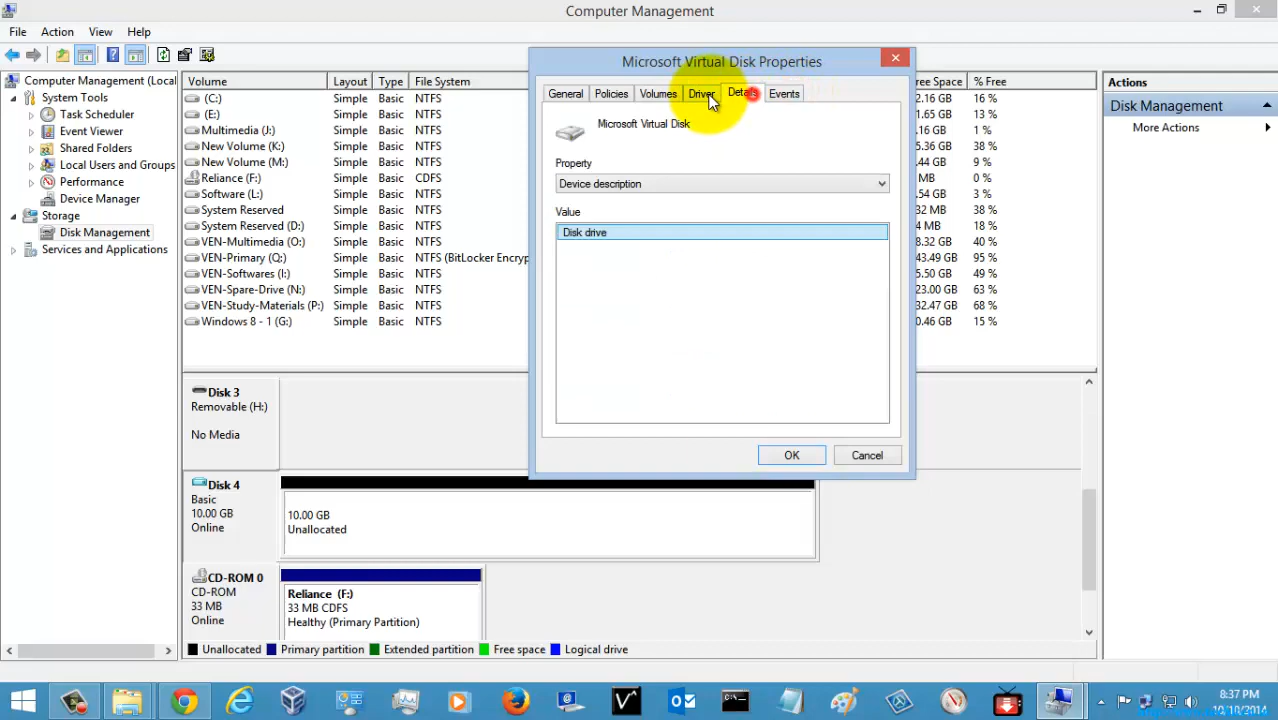 Computer Management
File Action View Help
Computer Management (Local
System Tools
Task Scheduler
Event Viewer
Shared Folders
Local Users and Groups
Performance
Device Manager
Storage
Disk Management
Services and Applications
Volume Layout Type File System Free Space % Free
(C:) Simple Basic NTFS 2.16 GB 16 %
(E:) Simple Basic NTFS 1.65 GB 13 %
Multimedia (J:) Simple Basic NTFS .18 GB 1 %
New Volume (K:) Simple Basic NTFS 5.36 GB 38 %
New Volume (M:) Simple Basic NTFS .44 GB 9 %
Reliance (F:) Simple Basic CDFS MB 0 %
Software (L:) Simple Basic NTFS .54 GB 3 %
System Reserved Simple Basic NTFS 32 MB 38 %
System Reserved (D:) Simple Basic NTFS 4 MB 18 %
VEN-Multimedia (O:) Simple Basic NTFS 8.32 GB 40 %
VEN-Primary (Q:) Simple Basic NTFS (BitLocker Encryp 43.49 GB 95 %
VEN-Softwares (I:) Simple Basic NTFS 5.50 GB 49 %
VEN-Spare-Drive (N:) Simple Basic NTFS 23.00 GB 63 %
VEN-Study-Materials (P:) Simple Basic NTFS 32.47 GB 68 %
Windows 8 - 1 (G:) Simple Basic NTFS 0.46 GB 15 %
Microsoft Virtual Disk Properties
General Policies Volumes Driver Details Events
Microsoft Virtual Disk
Property
Device description
Value
Disk drive
OK Cancel
Actions
Disk Management
More Actions
Disk 3
Removable (H:)
No Media
Disk 4
Basic
10.00 GB
Online
10.00 GB
Unallocated
CD-ROM 0
CD-ROM
33 MB
Online
Reliance (F:)
33 MB CDFS
Healthy (Primary Partition)
Unallocated Primary partition Extended partition Free space Logical drive
8:37 PM
10/10/2014